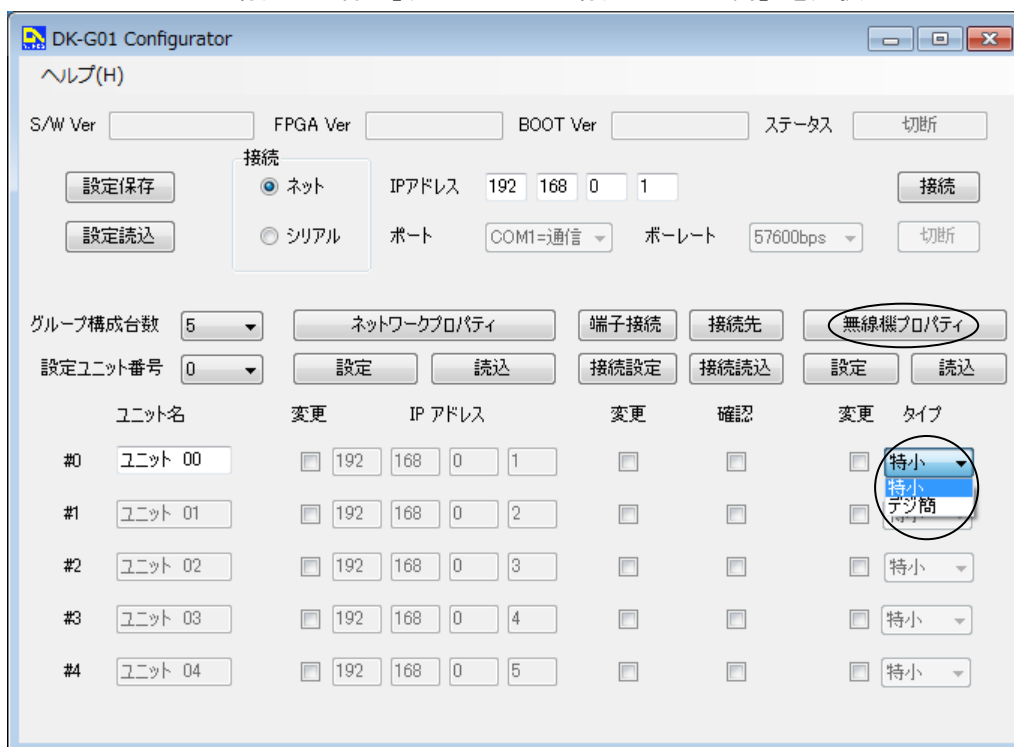 DK-G01 Configurator
ヘルプ(H)
S/W Ver FPGA Ver BOOT Ver ステータス 切断
接続
設定保存 ネット IPアドレス 192 168 0 1 接続
設定読込 シリアル ポート COM1=通信 ボーレート 57600bps 切断
グループ構成台数 5 ネットワークプロパティ 端子接続 接続先 無線機プロパティ
設定ユニット番号 0 設定 読込 接続設定 接続読込 設定 読込
ユニット名 変更 IP アドレス 変更 確認 変更 タイプ
#0 ユニット 00 192 168 0 1 特小
特小
デジ簡
#1 ユニット 01 192 168 0 2
#2 ユニット 02 192 168 0 3 特小
#3 ユニット 03 192 168 0 4 特小
#4 ユニット 04 192 168 0 5 特小